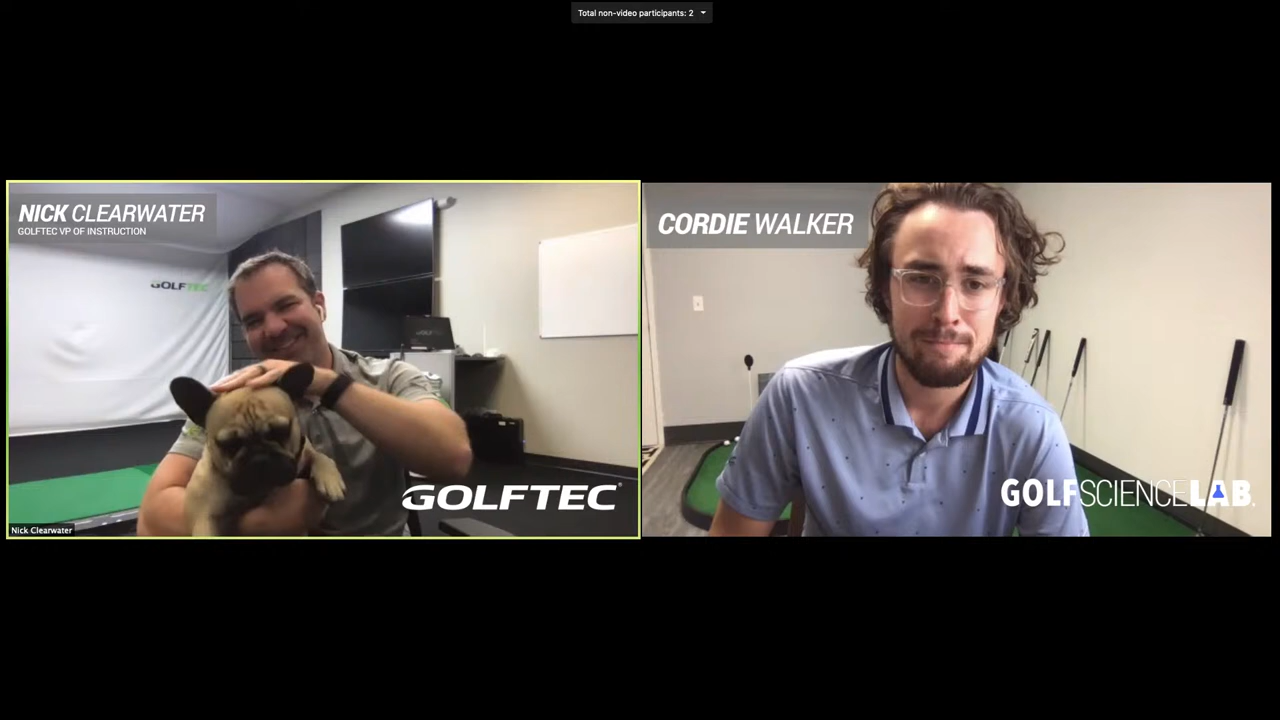 Total non-video participants: 2
NICK CLEARWATER
GOLFTEC VP OF INSTRUCTION
GOLFTEC
GOLFTEC
Nick Clearwater
CORDIE WALKER
GOLFSCIENCELAB.